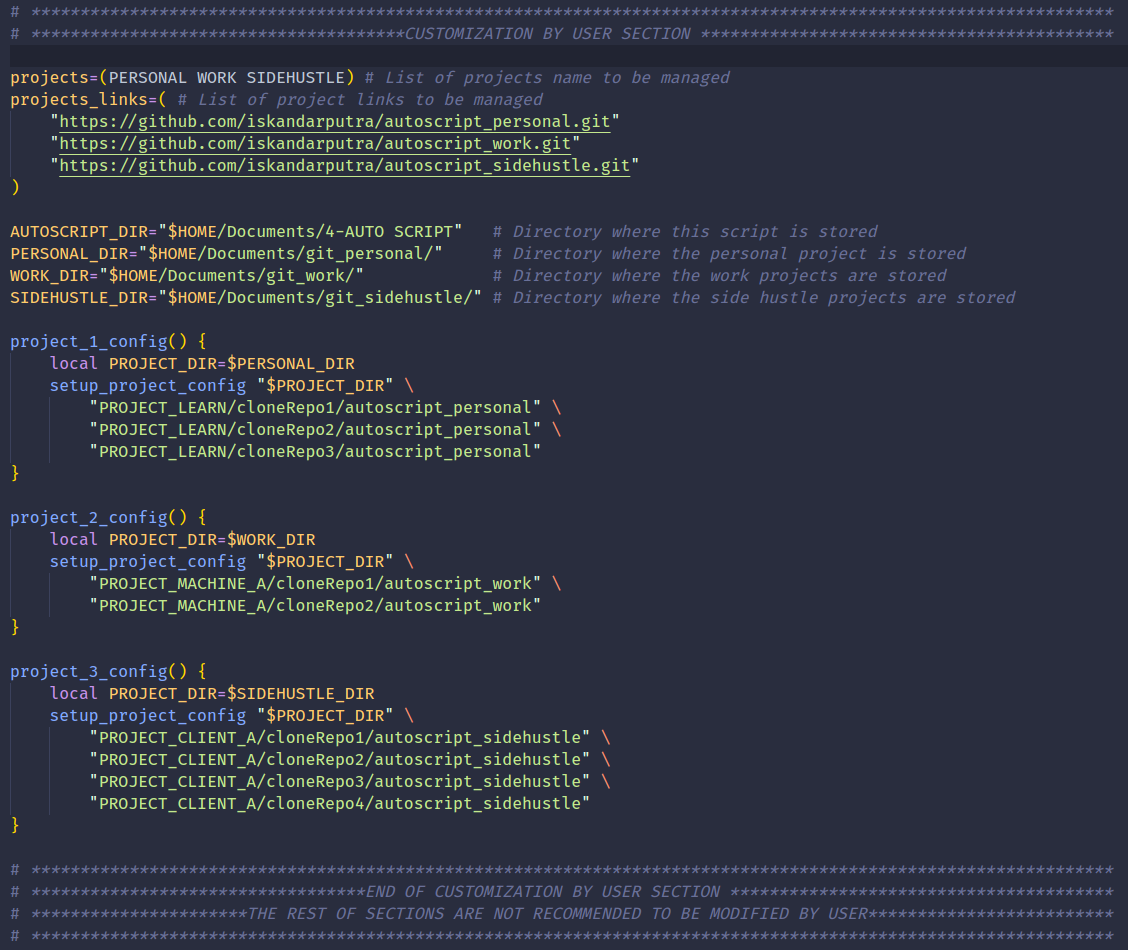 # **************************************************************************************************************
# **************************************CUSTOMIZATION BY USER SECTION ******************************************
projects=(PERSONAL WORK SIDEHUSTLE) # List of projects name to be managed
projects_links=( # List of project links to be managed
    "https://github.com/iskandarputra/autoscript_personal.git"
    "https://github.com/iskandarputra/autoscript_work.git"
    "https://github.com/iskandarputra/autoscript_sidehustle.git"
)
AUTOSCRIPT_DIR="$HOME/Documents/4-AUTO SCRIPT"   # Directory where this script is stored
PERSONAL_DIR="$HOME/Documents/git_personal/"     # Directory where the personal project is stored
WORK_DIR="$HOME/Documents/git_work/"             # Directory where the work projects are stored
SIDEHUSTLE_DIR="$HOME/Documents/git_sidehustle/" # Directory where the side hustle projects are stored
project_1_config() {
    local PROJECT_DIR=$PERSONAL_DIR
    setup_project_config "$PROJECT_DIR" \
        "PROJECT_LEARN/cloneRepo1/autoscript_personal" \
        "PROJECT_LEARN/cloneRepo2/autoscript_personal" \
        "PROJECT_LEARN/cloneRepo3/autoscript_personal"
}
project_2_config() {
    local PROJECT_DIR=$WORK_DIR
    setup_project_config "$PROJECT_DIR" \
        "PROJECT_MACHINE_A/cloneRepo1/autoscript_work" \
        "PROJECT_MACHINE_A/cloneRepo2/autoscript_work"
}
project_3_config() {
    local PROJECT_DIR=$SIDEHUSTLE_DIR
    setup_project_config "$PROJECT_DIR" \
        "PROJECT_CLIENT_A/cloneRepo1/autoscript_sidehustle" \
        "PROJECT_CLIENT_A/cloneRepo2/autoscript_sidehustle" \
        "PROJECT_CLIENT_A/cloneRepo3/autoscript_sidehustle" \
        "PROJECT_CLIENT_A/cloneRepo4/autoscript_sidehustle"
}
# **************************************************************************************************************
# **********************************END OF CUSTOMIZATION BY USER SECTION ***************************************
# **********************THE REST OF SECTIONS ARE NOT RECOMMENDED TO BE MODIFIED BY USER*************************
# **************************************************************************************************************